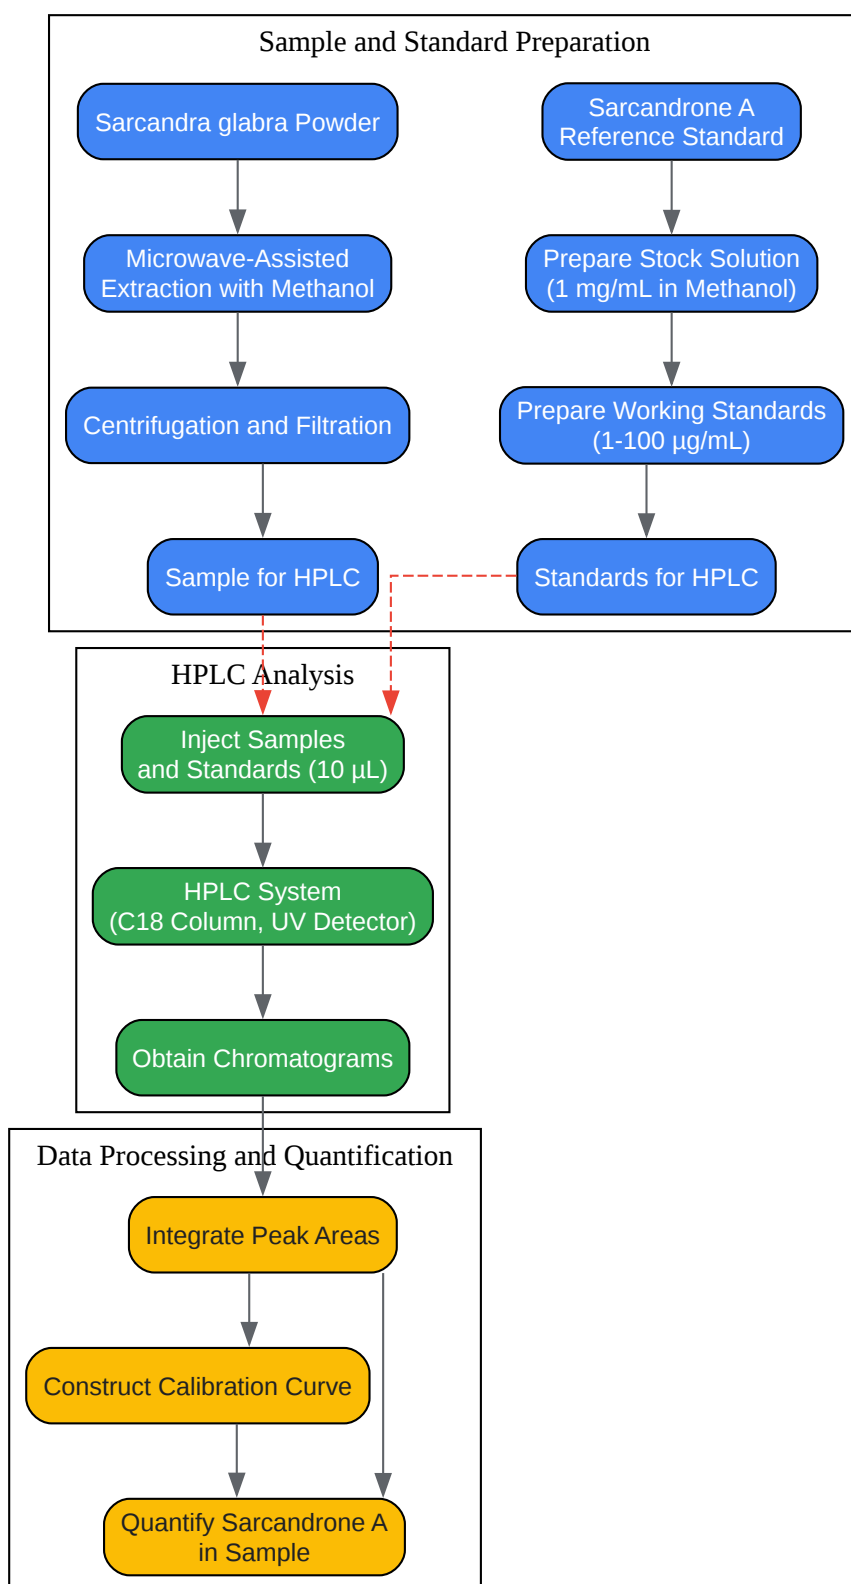 Sample and Standard Preparation
Sarcandra glabra Powder
Sarcandrone A
Reference Standard
Microwave-Assisted
Extraction with Methanol
Prepare Stock Solution
(1 mg/mL in Methanol)
Centrifugation and Filtration
Prepare Working Standards
(1-100 µg/mL)
Sample for HPLC
Standards for HPLC
HPLC Analysis
Inject Samples
and Standards (10 µL)
HPLC System
(C18 Column, UV Detector)
Obtain Chromatograms
Data Processing and Quantification
Integrate Peak Areas
Construct Calibration Curve
Quantify Sarcandrone A
in Sample